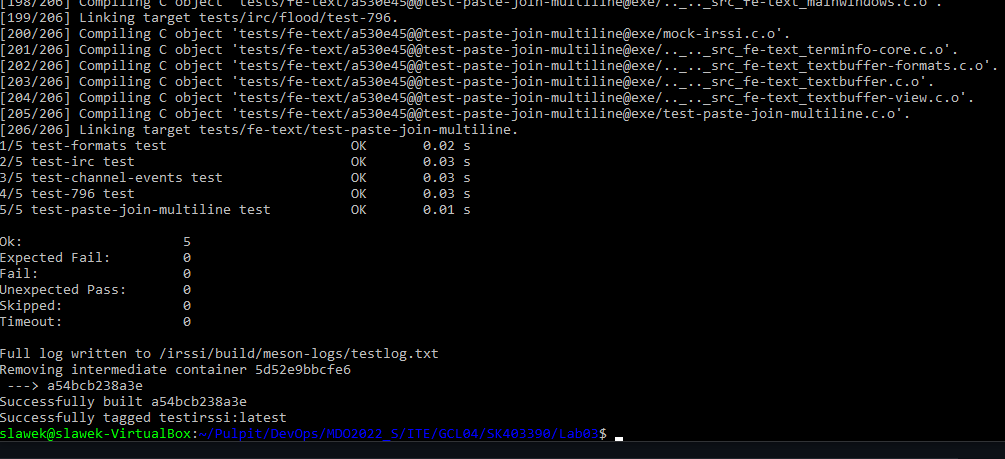 [198/206] Compiling C object 'tests/fe-text/a530e45@@test-paste-join-multiline@exe/.._.._src_fe-text_mainwindows.c.o'.
[199/206] Linking target tests/irc/flood/test-796.
[200/206] Compiling C object 'tests/fe-text/a530e45@@test-paste-join-multiline@exe/mock-irssi.c.o'.
[201/206] Compiling C object 'tests/fe-text/a530e45@@test-paste-join-multiline@exe/.._.._src_fe-text_terminfo-core.c.o'.
[202/206] Compiling C object 'tests/fe-text/a530e45@@test-paste-join-multiline@exe/.._.._src_fe-text_textbuffer-formats.c.o'.
[203/206] Compiling C object 'tests/fe-text/a530e45@@test-paste-join-multiline@exe/.._.._src_fe-text_textbuffer.c.o'.
[204/206] Compiling C object 'tests/fe-text/a530e45@@test-paste-join-multiline@exe/.._.._src_fe-text_textbuffer-view.c.o'.
[205/206] Compiling C object 'tests/fe-text/a530e45@@test-paste-join-multiline@exe/test-paste-join-multiline.c.o'.
[206/206] Linking target tests/fe-text/test-paste-join-multiline.
1/5 test-formats test OK 0.02 s
2/5 test-irc test OK 0.03 s
3/5 test-channel-events test OK 0.03 s
4/5 test-796 test OK 0.03 s
5/5 test-paste-join-multiline test OK 0.01 s
Ok: 5
Expected Fail: 0
Fail: 0
Unexpected Pass: 0
Skipped: 0
Timeout: 0
Full log written to /irssi/build/meson-logs/testlog.txt
Removing intermediate container 5d52e9bbcfe6
---> a54bcb238a3e
Successfully built a54bcb238a3e
Successfully tagged testirssi:latest
slawek@slawek-VirtualBox:~/Pulpit/DevOps/MDO2022_S/ITE/GCL04/SK403390/Lab03$